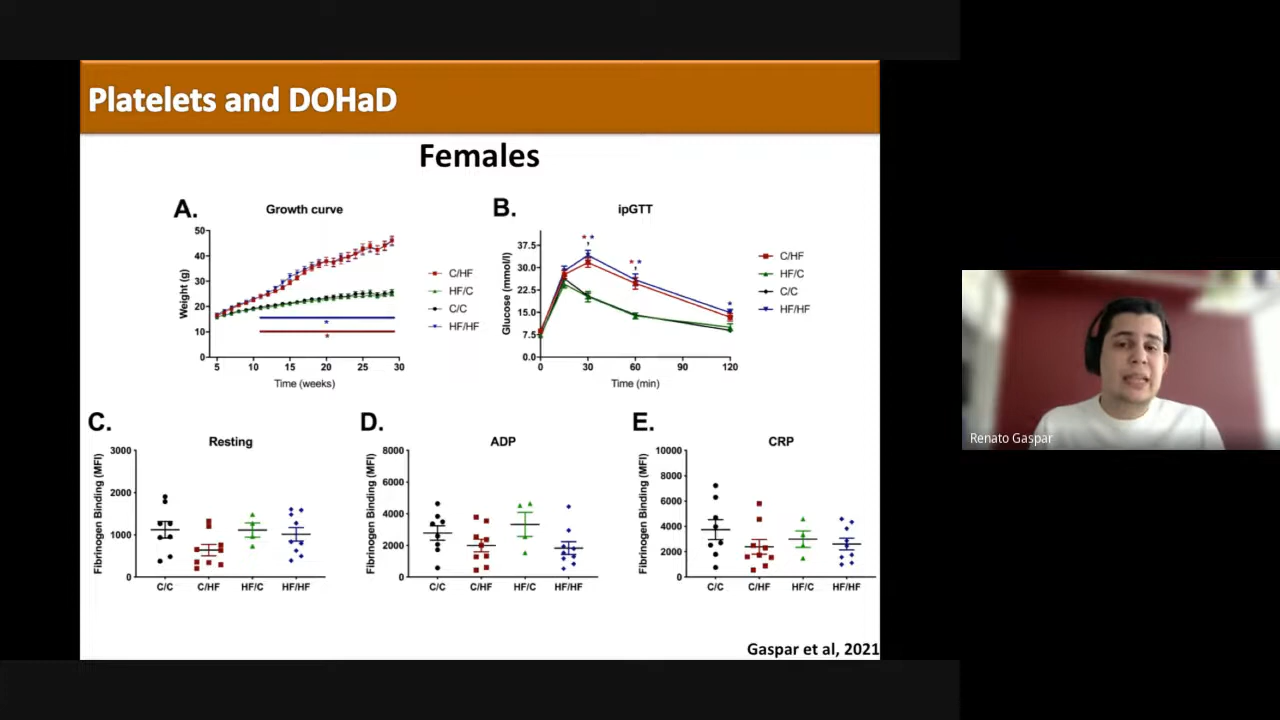 Platelets and DOHaD
Females
A.
Growth curve
Weight (g)
50
40
30
20
10
0
5
10
15
20
25
30
Time (weeks)
*
*
C/HF
HF/C
C/C
HF/HF
B.
ipGTT
Glucose (mmol/l)
37.5
30.0
22.5
15.0
7.5
0.0
0
30
60
90
120
Time (min)
*,*
*,*
*
C/HF
HF/C
C/C
HF/HF
C.
Resting
Fibrinogen Binding (MFI)
3000
2000
1000
0
C/C
C/HF
HF/C
HF/HF
D.
ADP
Fibrinogen Binding (MFI)
8000
6000
4000
2000
0
C/C
C/HF
HF/C
HF/HF
E.
CRP
Fibrinogen Binding (MFI)
10000
8000
6000
4000
2000
0
C/C
C/HF
HF/C
HF/HF
Gaspar et al, 2021
Renato Gaspar